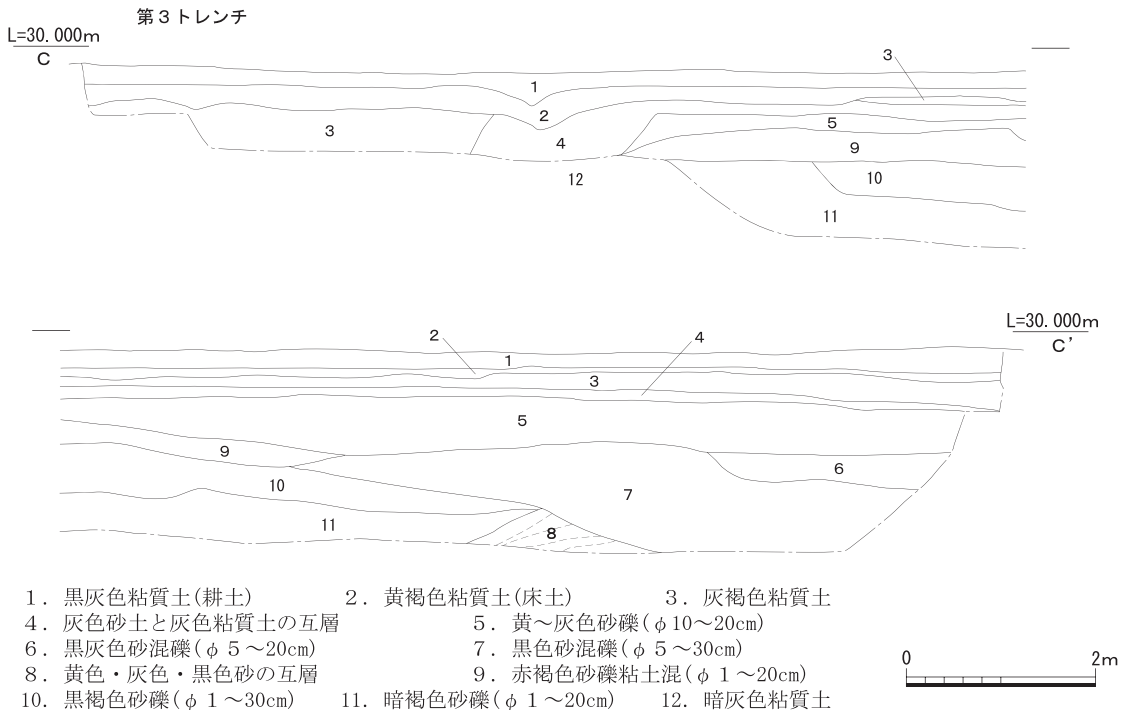 第3トレンチ
L=30.000m
C
3
1
2
3
4
5
9
12
10
11
L=30.000m
C'
2
4
1
3
5
9
6
10
7
11
8
1. 黒灰色粘質土(耕土) 2. 黄褐色粘質土(床土) 3. 灰褐色粘質土
4. 灰色砂土と灰色粘質土の互層 5. 黄~灰色砂礫(φ10~20cm)
6. 黒灰色砂混礫(φ5~20cm) 7. 黒色砂混礫(φ5~30cm)
8. 黄色・灰色・黒色砂の互層 9. 赤褐色砂礫粘土混(φ1~20cm)
10. 黒褐色砂礫(φ1~30cm) 11. 暗褐色砂礫(φ1~20cm) 12. 暗灰色粘質土
0 2m